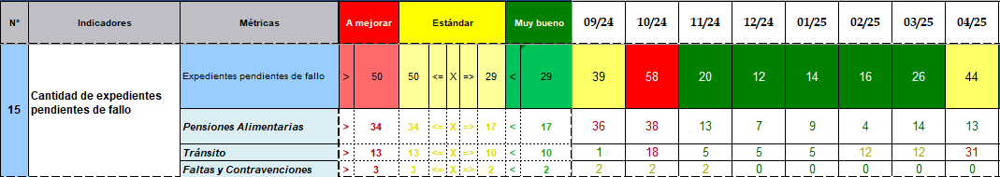 N° Indicadores Métricas A mejorar Estándar Muy bueno 09/24 10/24 11/24 12/24 01/25 02/25 03/25 04/25
15 Cantidad de expedientes pendientes de fallo Expedientes pendientes de fallo > 50 50 <= X => 29 < 29 39 58 20 12 14 16 26 44
Pensiones Alimentarias > 34 34 <= X => 17 < 17 36 38 13 7 9 4 14 13
Tránsito > 13 13 <= X => 10 < 10 1 18 5 5 5 12 12 31
Faltas y Contravenciones > 3 3 <= X => 2 < 2 2 2 2 0 0 0 0 0